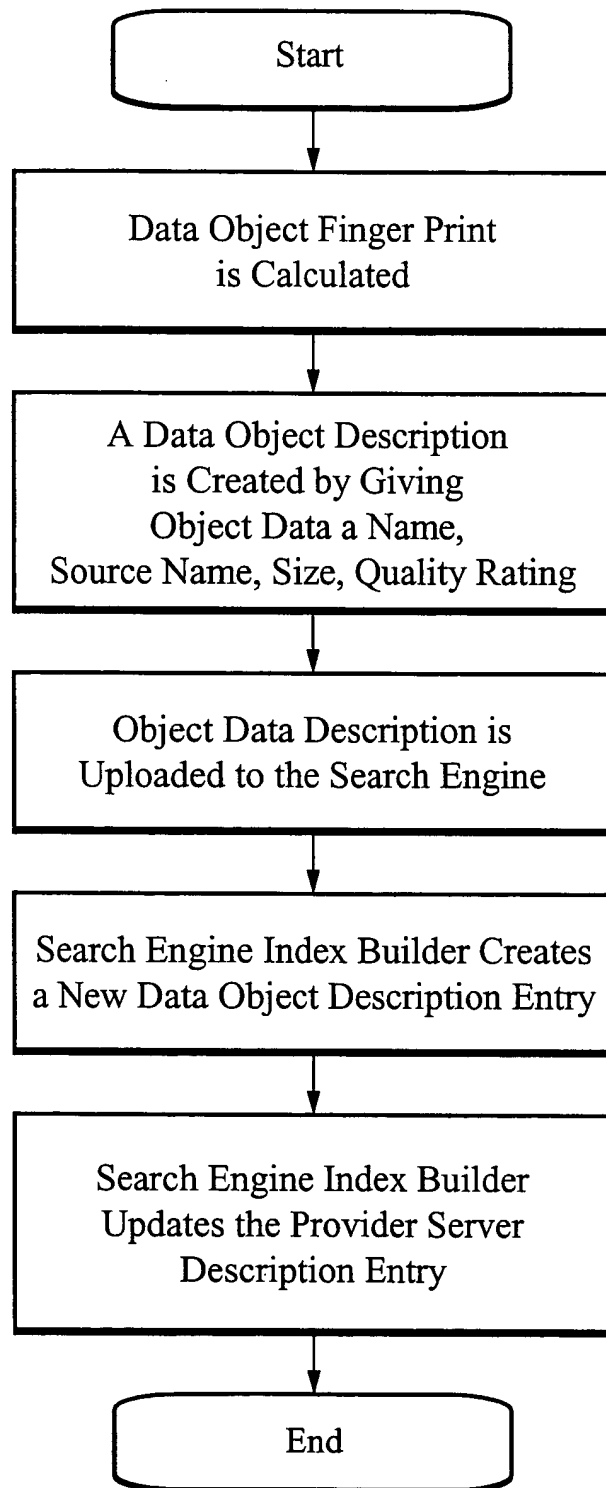 Start
Data Object Finger Print
is Calculated
A Data Object Description
is Created by Giving
Object Data a Name,
Source Name, Size, Quality Rating
Object Data Description is
Uploaded to the Search Engine
Search Engine Index Builder Creates
a New Data Object Description Entry
Search Engine Index Builder
Updates the Provider Server
Description Entry
End